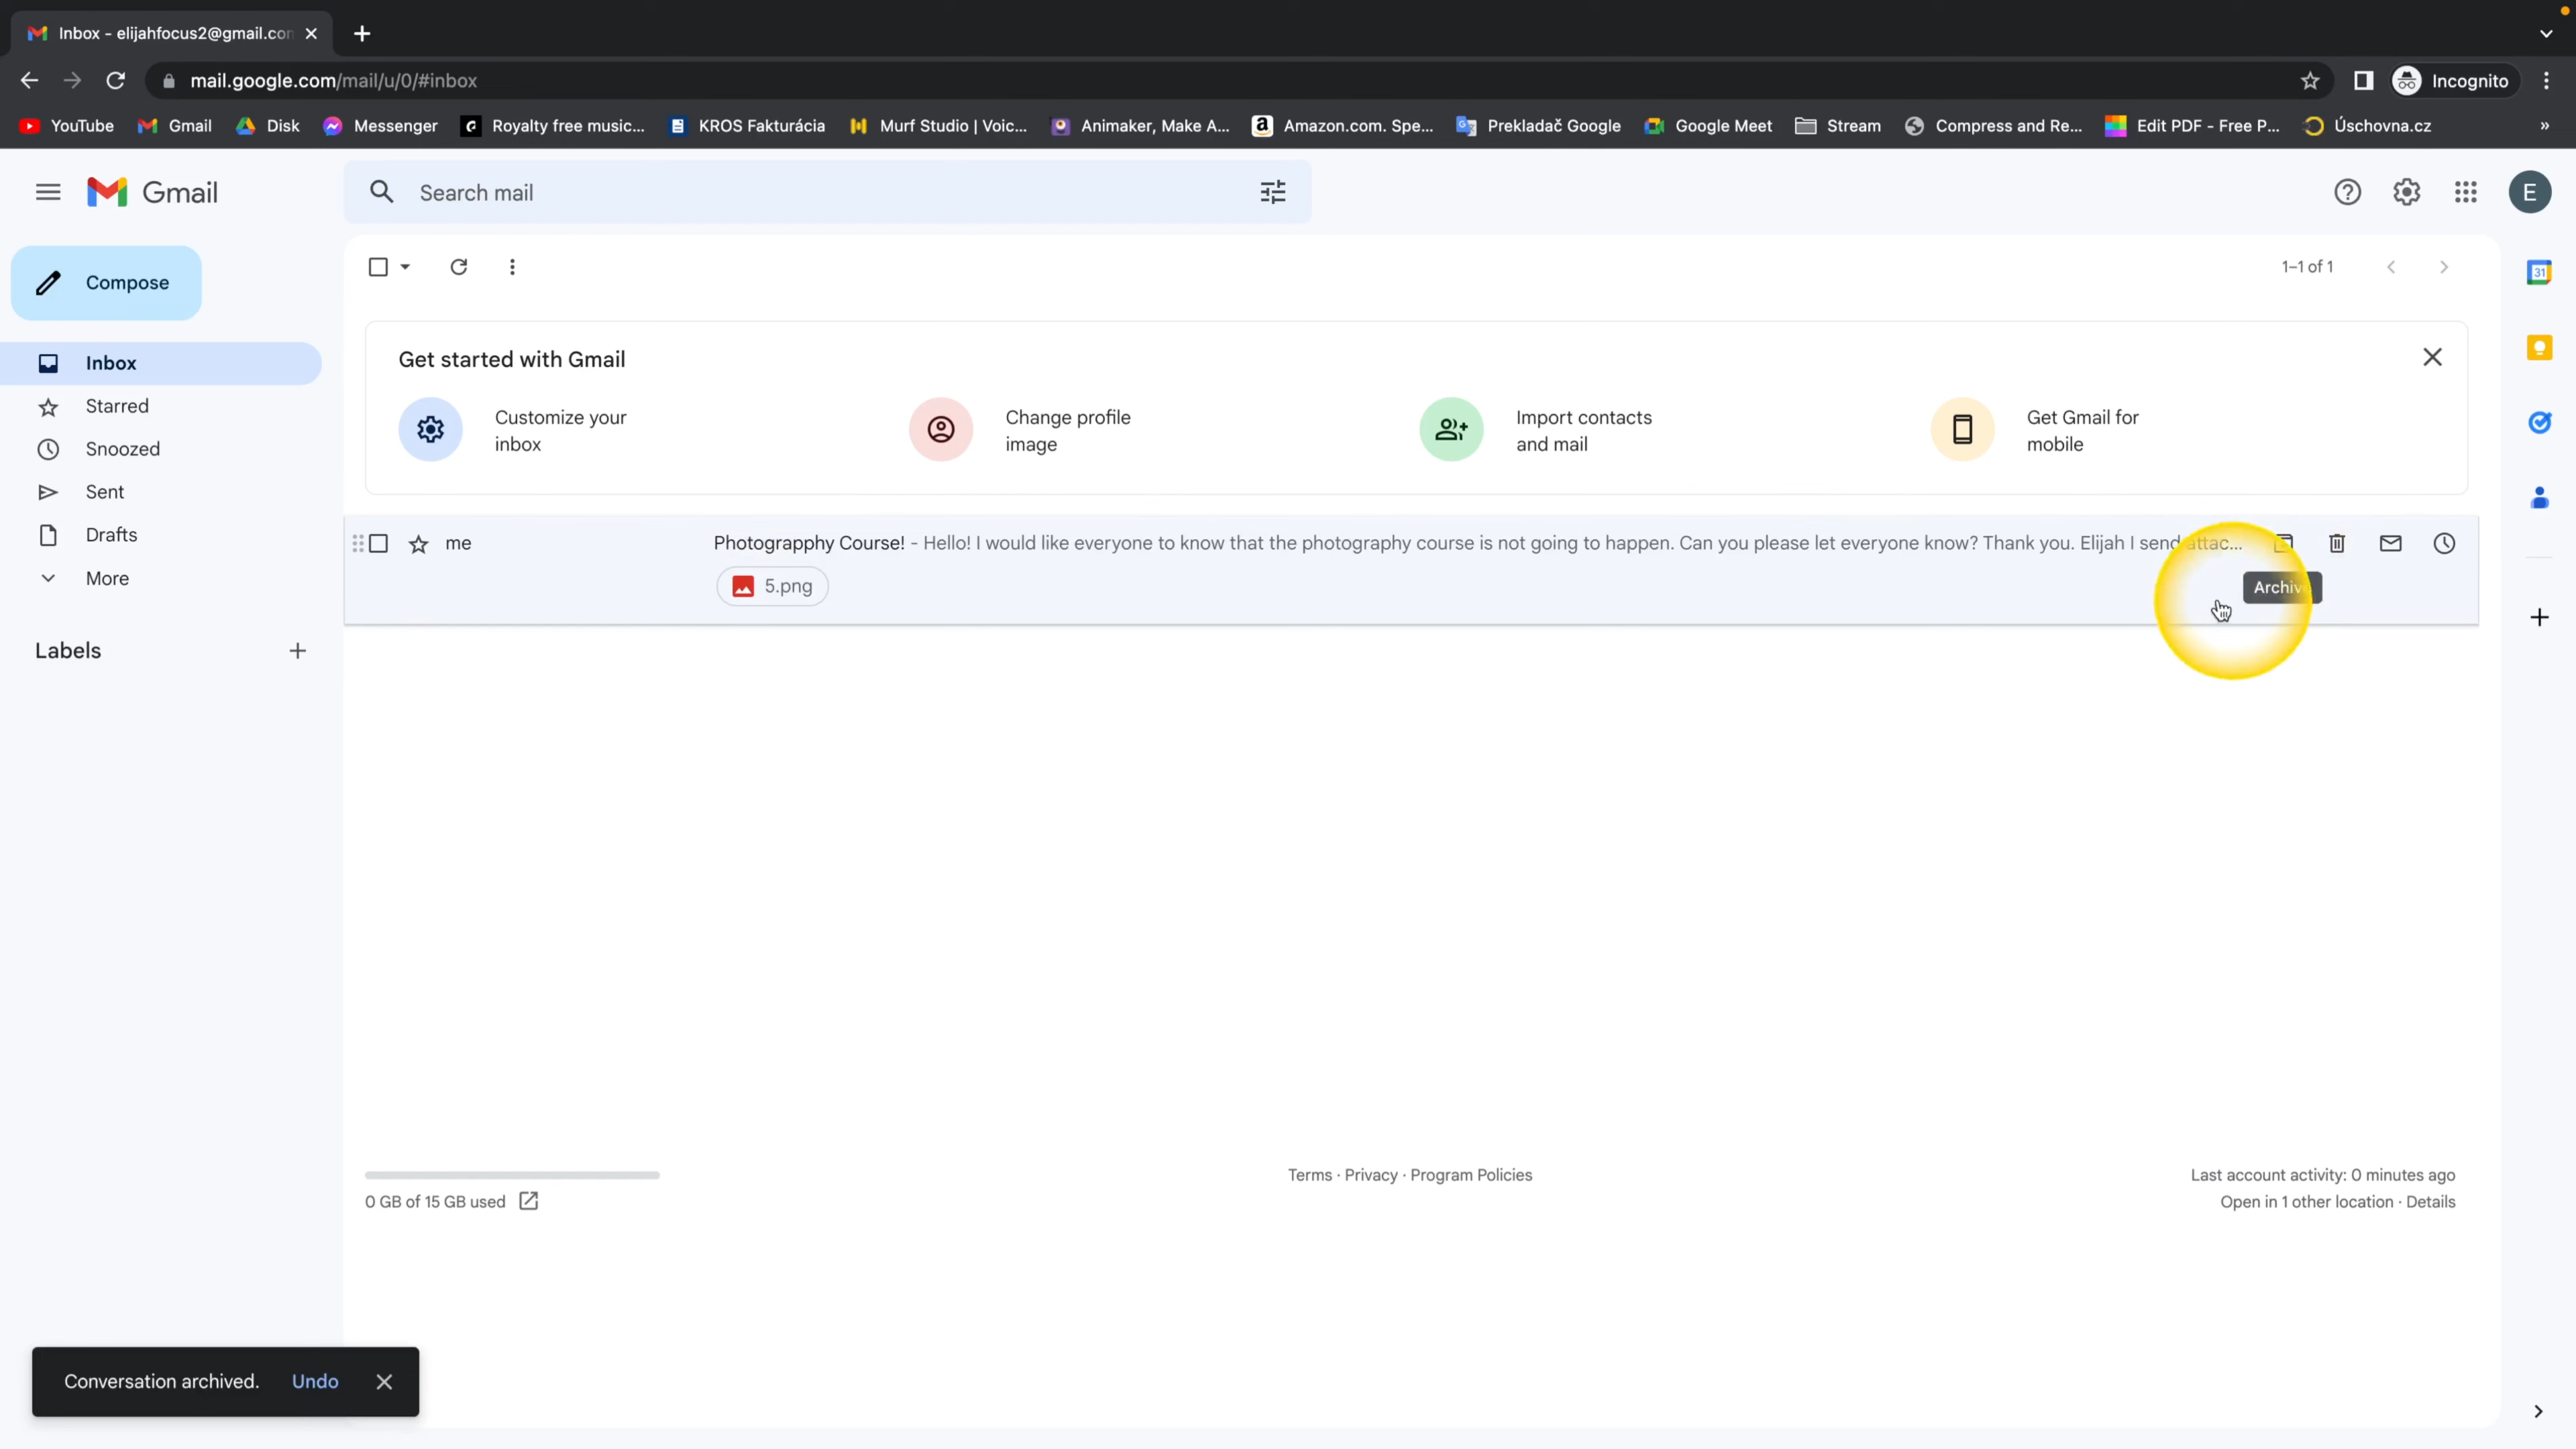 Inbox - elijahfocus2@gmail.con
mail.google.com/mail/u/0/#inbox
Incognito
YouTube Gmail Disk Messenger Royalty free music... KROS Fakturácia Murf Studio | Voic... Animaker, Make A... Amazon.com. Spe... Prekladač Google Google Meet Stream Compress and Re... Edit PDF - Free P... Úschovna.cz »
Gmail
Search mail
E
Compose
1–1 of 1
31
Inbox
Starred
Snoozed
Sent
Drafts
More
Labels
Get started with Gmail
Customize your
inbox
Change profile
image
Import contacts
and mail
Get Gmail for
mobile
me Photograpphy Course! - Hello! I would like everyone to know that the photography course is not going to happen. Can you please let everyone know? Thank you. Elijah I send attac...
5.png
Archive
0 GB of 15 GB used
Terms · Privacy · Program Policies
Last account activity: 0 minutes ago
Open in 1 other location · Details
Conversation archived. Undo